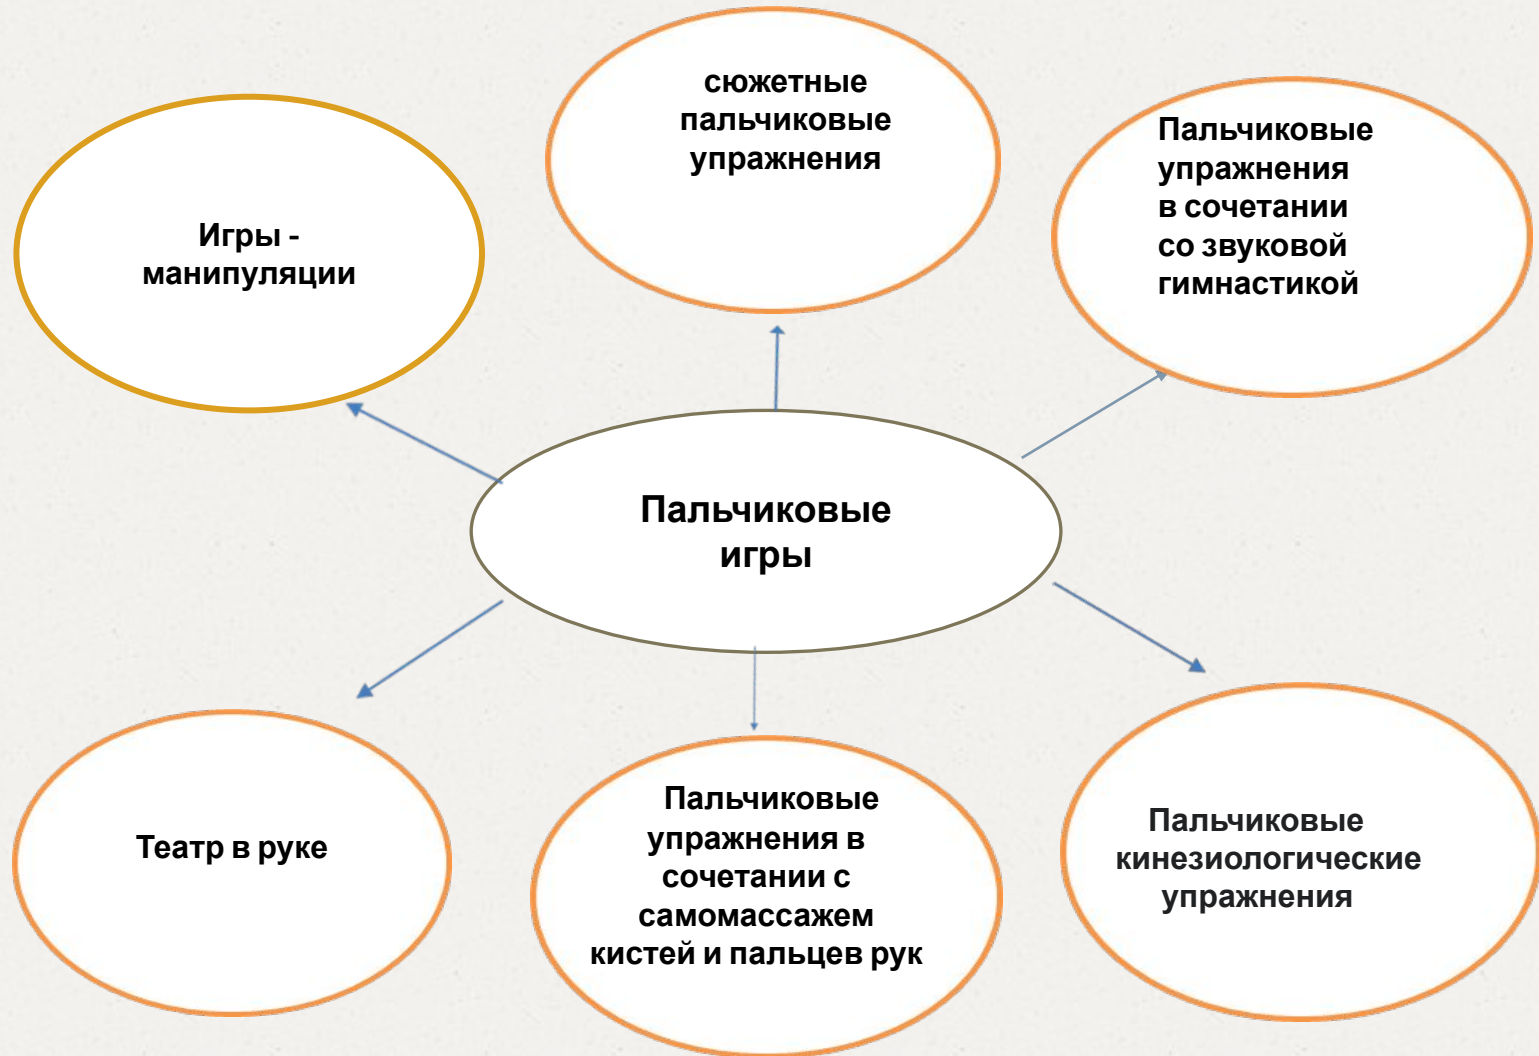 сюжетные
пальчиковые
упражнения
Пальчиковые
упражнения
в сочетании
со звуковой
гимнастикой
Игры -
манипуляции
Пальчиковые
игры
Театр в руке
Пальчиковые
упражнения в
сочетании с
самомассажем
кистей и пальцев рук
Пальчиковые
кинезиологические
упражнения